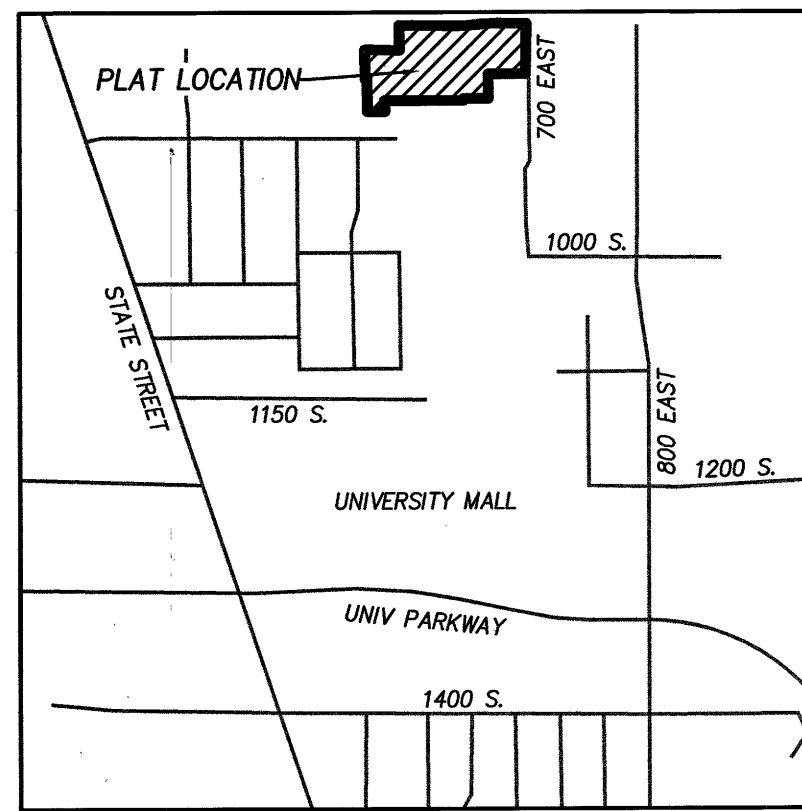 PLAT LOCATION
700 EAST
1000 S.
STATE STREET
1150 S.
800 EAST
1200 S.
UNIVERSITY MALL
UNIV PARKWAY
1400 S.